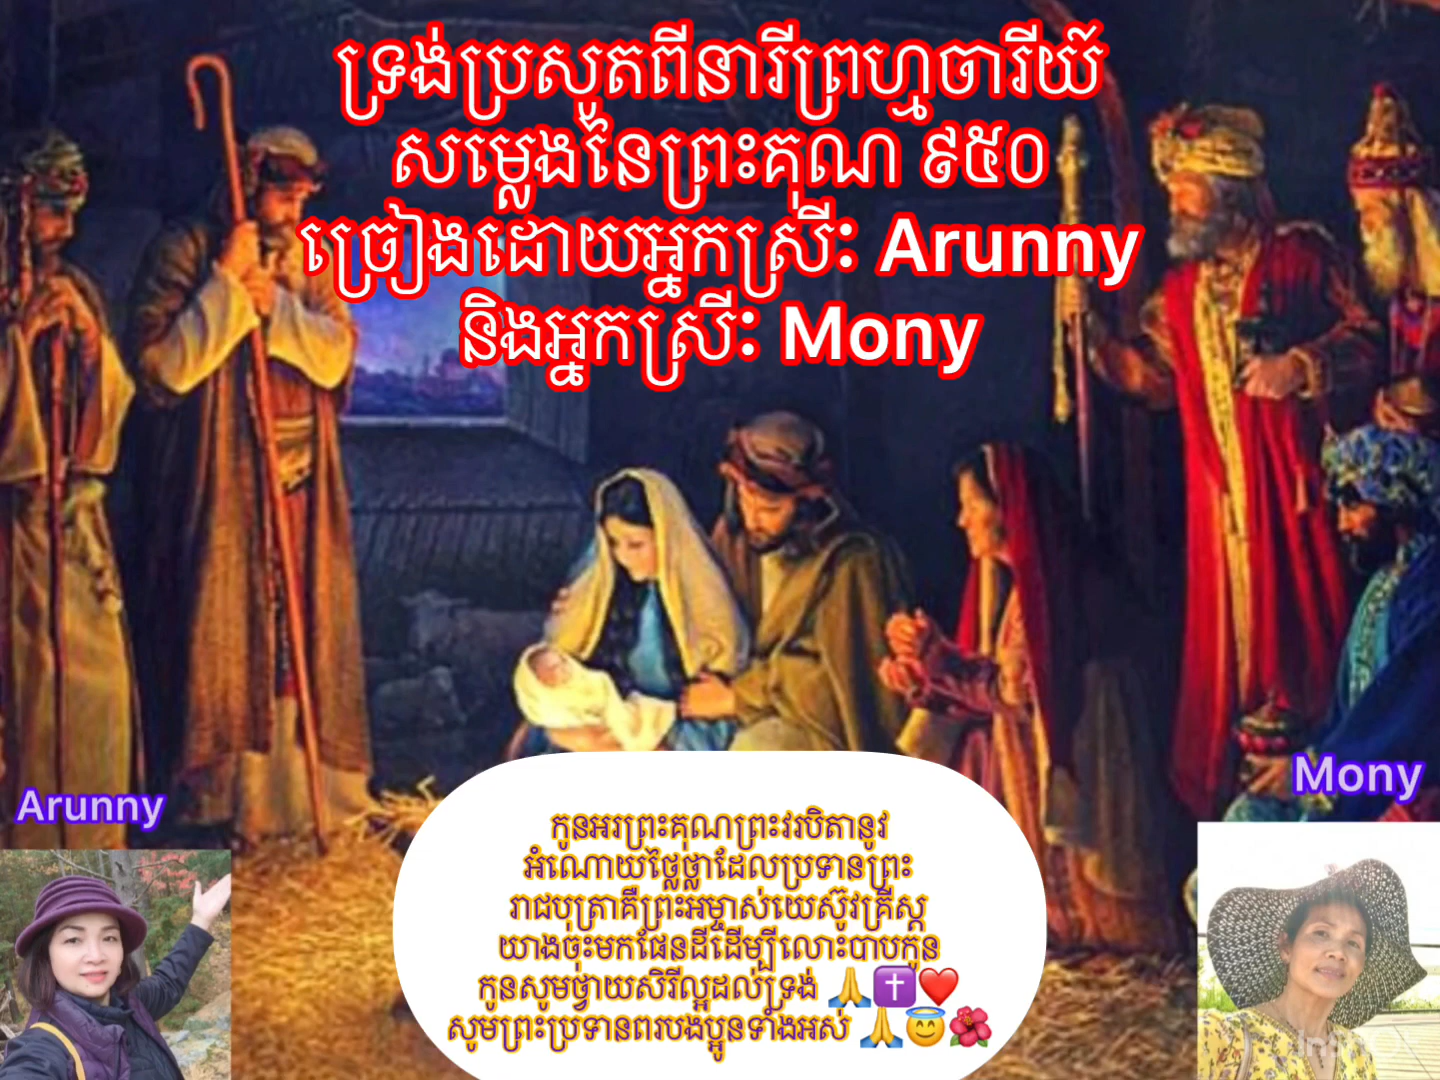 ទ្រង់ប្រសូតពីនារីព្រហ្មចារីយ៍
សម្លេងនៃព្រះគុណ ៩៥០
ច្រៀងដោយអ្នកស្រីៈ Arunny
និងអ្នកស្រីៈ Mony
Arunny
Mony
កូនអរព្រះគុណព្រះវរបិតានូវ
អំណោយថ្លៃថ្លាដែលប្រទានព្រះ
រាជបុត្រាគឺព្រះអម្ចាស់យេស៊ូវគ្រីស្ត
យាងចុះមកផែនដីដើម្បីលោះបាបកូន
កូនសូមថ្វាយសិរីល្អដល់ទ្រង់ 🙏✝️❤️
សូមព្រះប្រទានពរបងប្អូនទាំងអស់ 🙏😇🌺